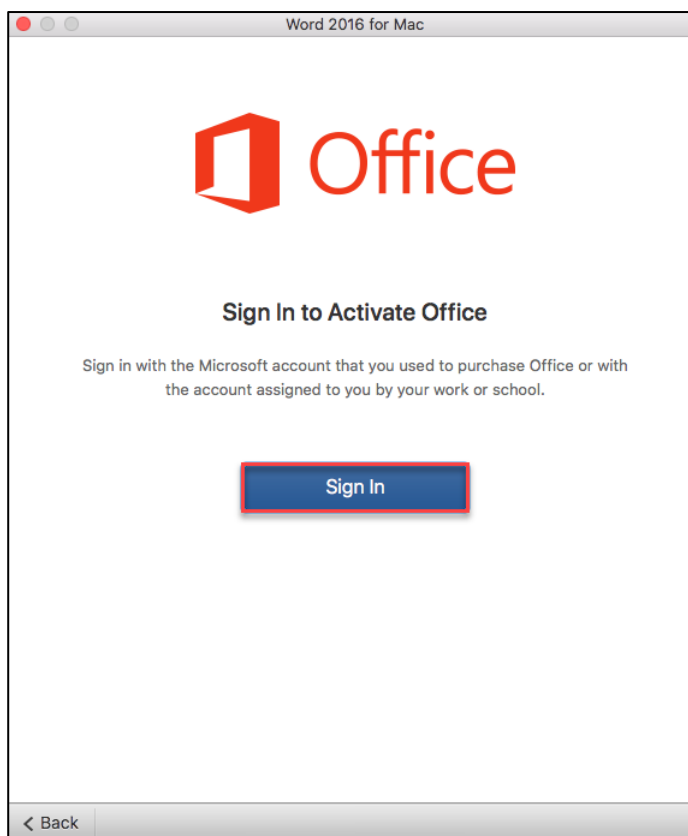 Word 2016 for Mac
Office
Sign In to Activate Office
Sign in with the Microsoft account that you used to purchase Office or with
the account assigned to you by your work or school.
Sign In
Back